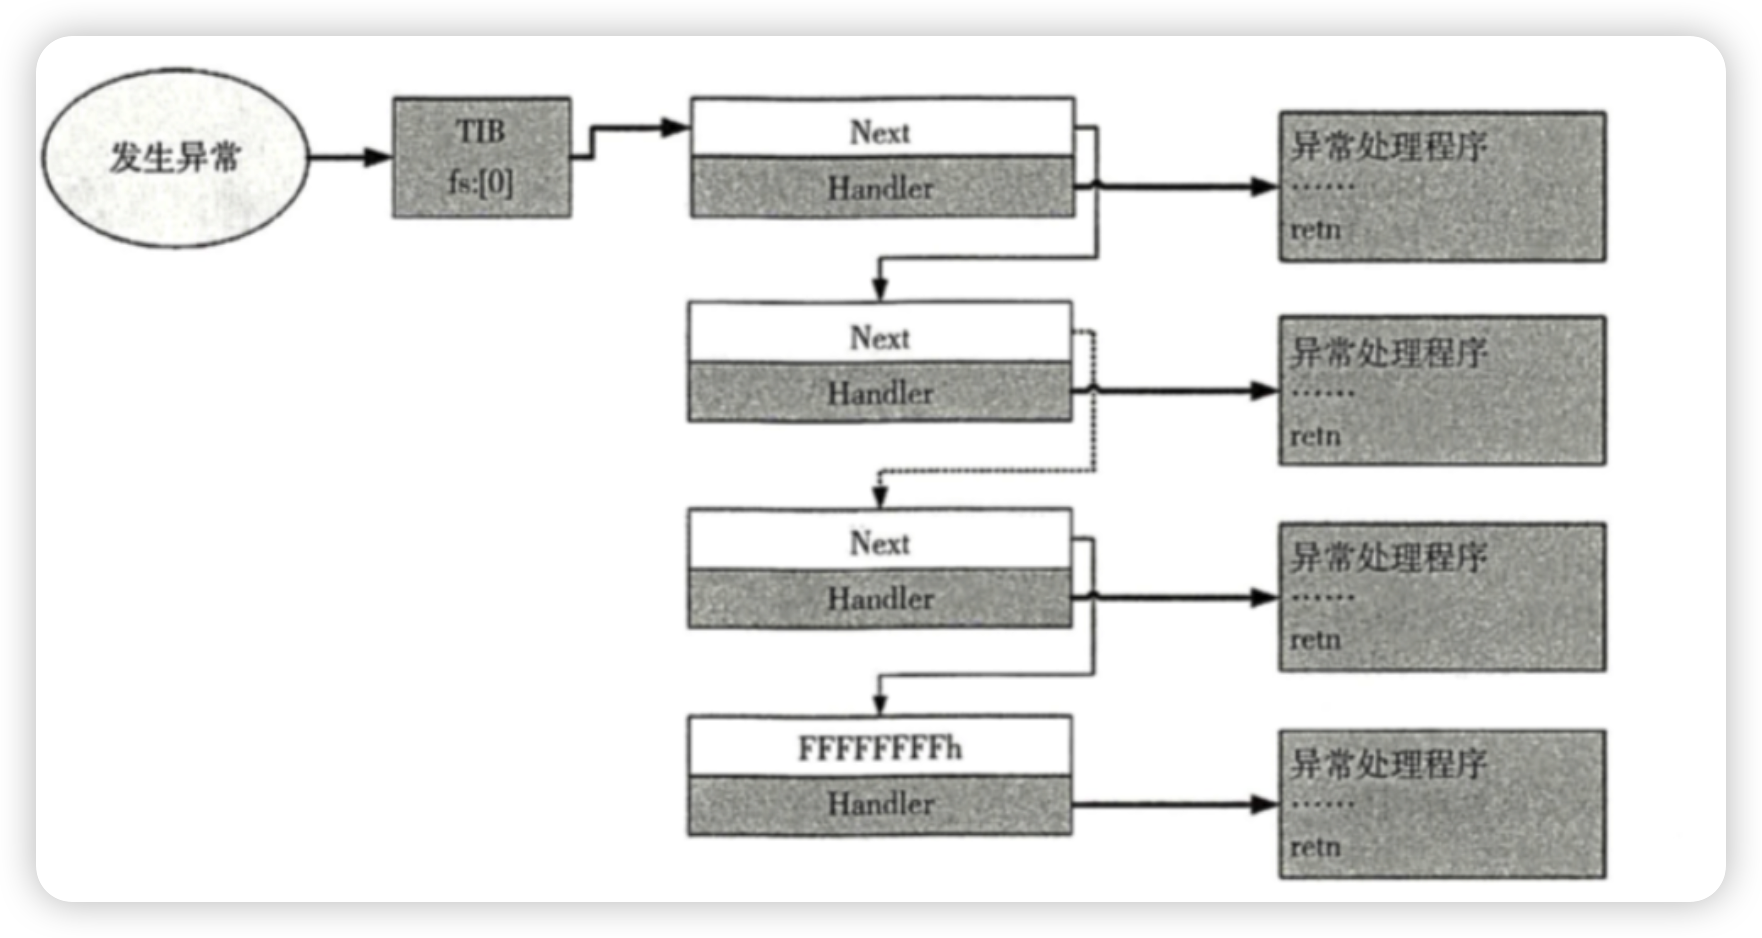 发生异常
TIB
fs:[0]
Next
Handler
异常处理程序
······
retn
Next
Handler
异常处理程序
······
retn
Next
Handler
异常处理程序
······
retn
FFFFFFFFh
Handler
异常处理程序
······
retn